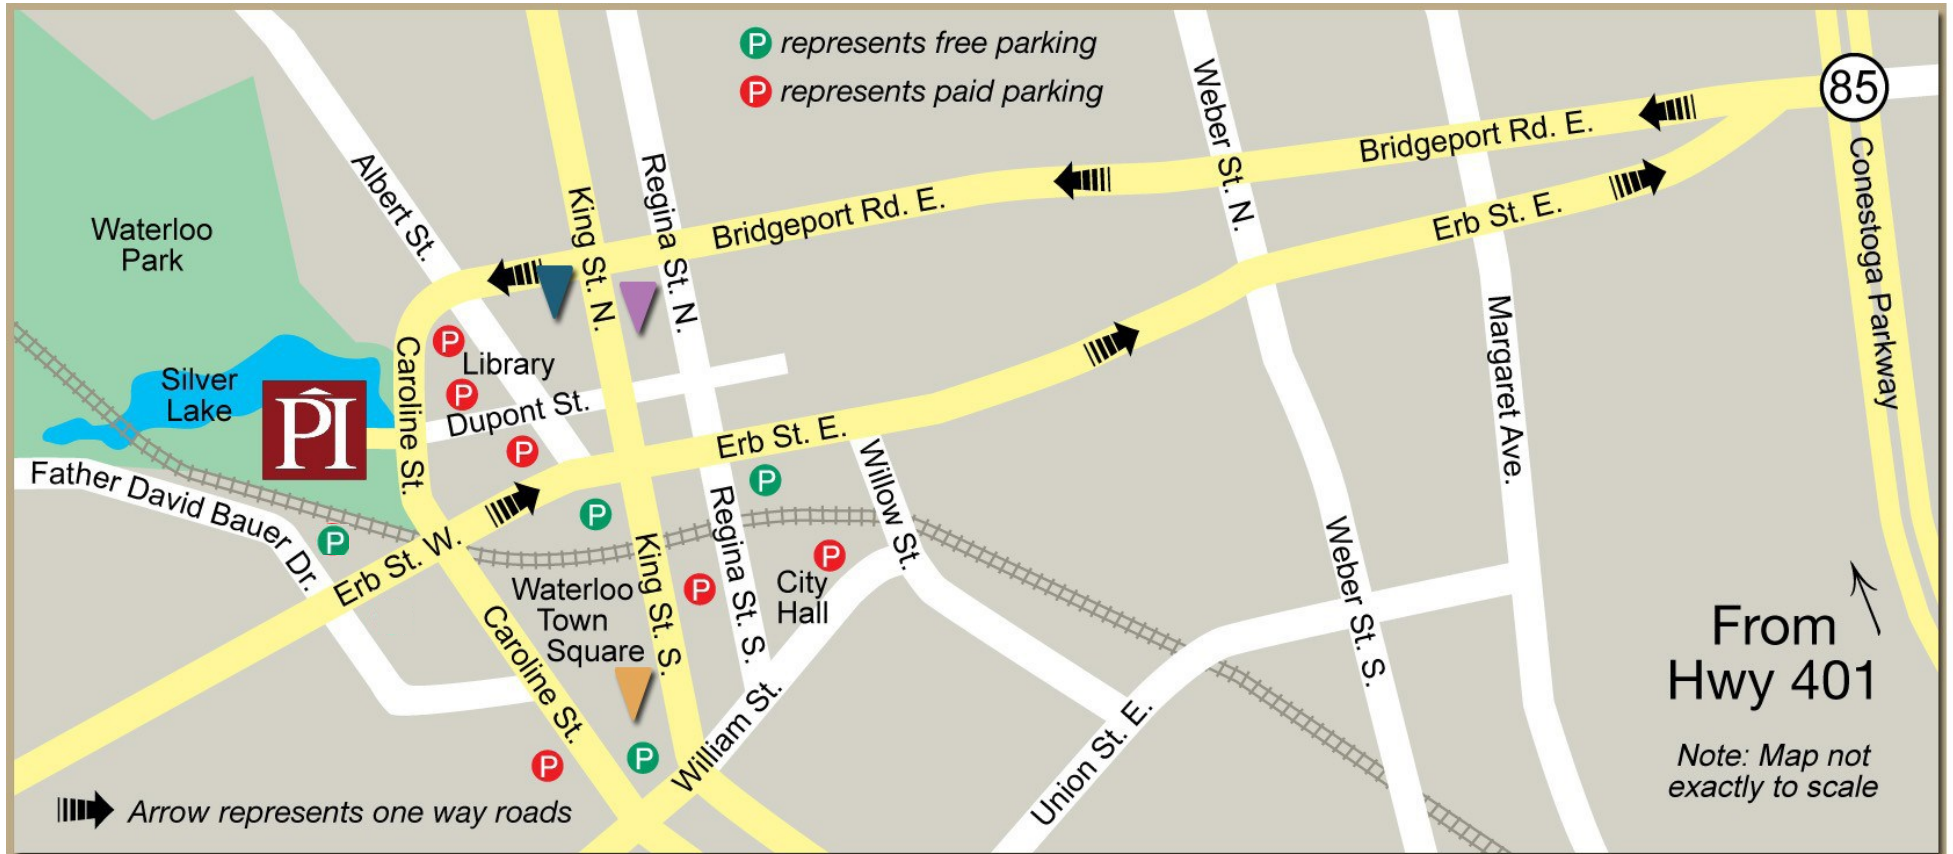 P represents free parking
P represents paid parking
85
Weber St. N.
Bridgeport Rd. E.
Conestoga Parkway
Albert St.
King St. N.
Regina St. N.
Bridgeport Rd. E.
Erb St. E.
Waterloo
Park
Margaret Ave.
P
Library
P
Silver
Lake
PI
Caroline St.
Dupont St.
P
Erb St. E.
P
Willow St.
Father David Bauer Dr.
P
P
Erb St. W.
King St. S.
Regina St. S.
P
City
Hall
P
Waterloo
Town
Square
Caroline St.
Weber St. S.
From
Hwy 401
William St.
Union St. E.
P
P
Note: Map not
exactly to scale
Arrow represents one way roads